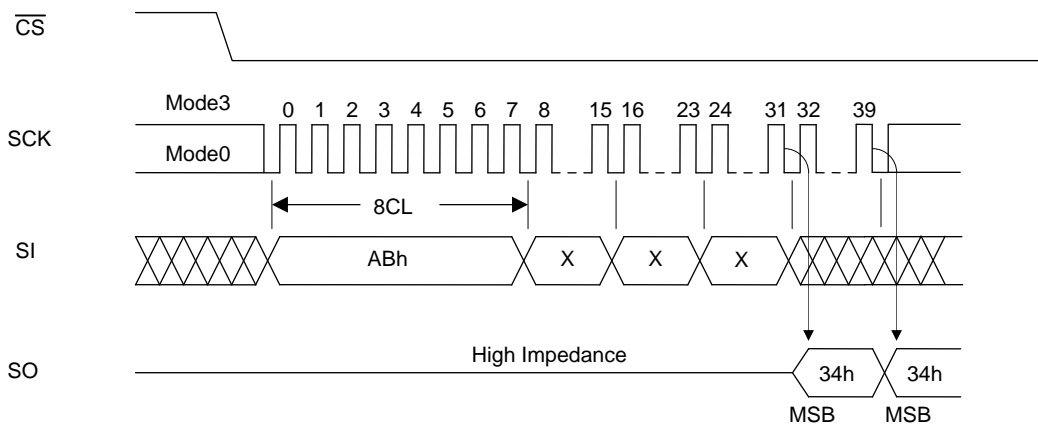 CS
Mode3
0 1 2 3 4 5 6 7 8 15 16 23 24 31 32 39
SCK
Mode0
8CL
SI
ABh X X X
High Impedance
SO
34h 34h
MSB MSB